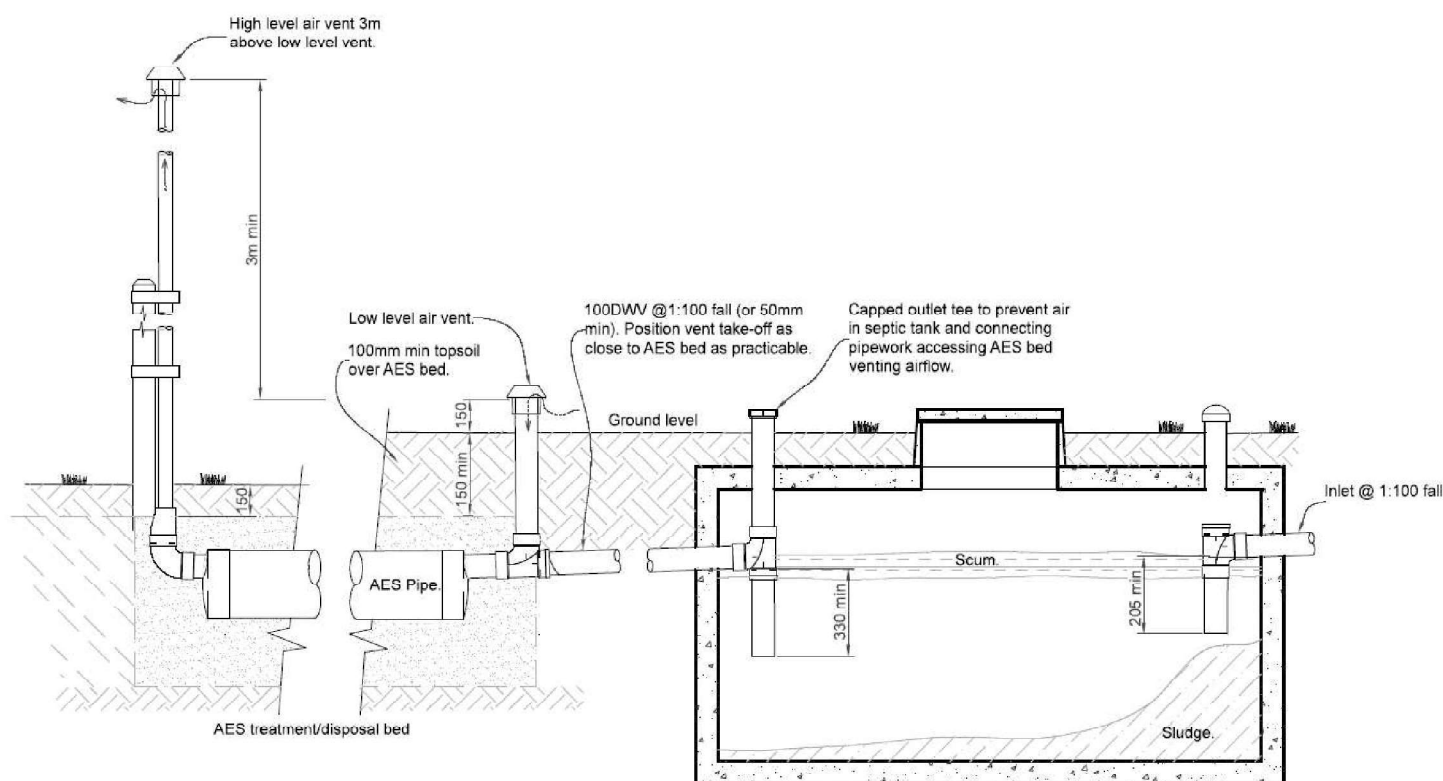 High level air vent 3m
above low level vent.
3m min
Low level air vent.
100mm min topsoil
over AES bed.
100DWV @1:100 fall (or 50mm
min). Position vent take-off as
close to AES bed as practicable.
Capped outlet tee to prevent air
in septic tank and connecting
pipework accessing AES bed
venting airflow.
150
Ground level
150 min
150
Inlet @ 1:100 fall
AES Pipe.
Scum.
330 min
205 min
AES treatment/disposal bed
Sludge.